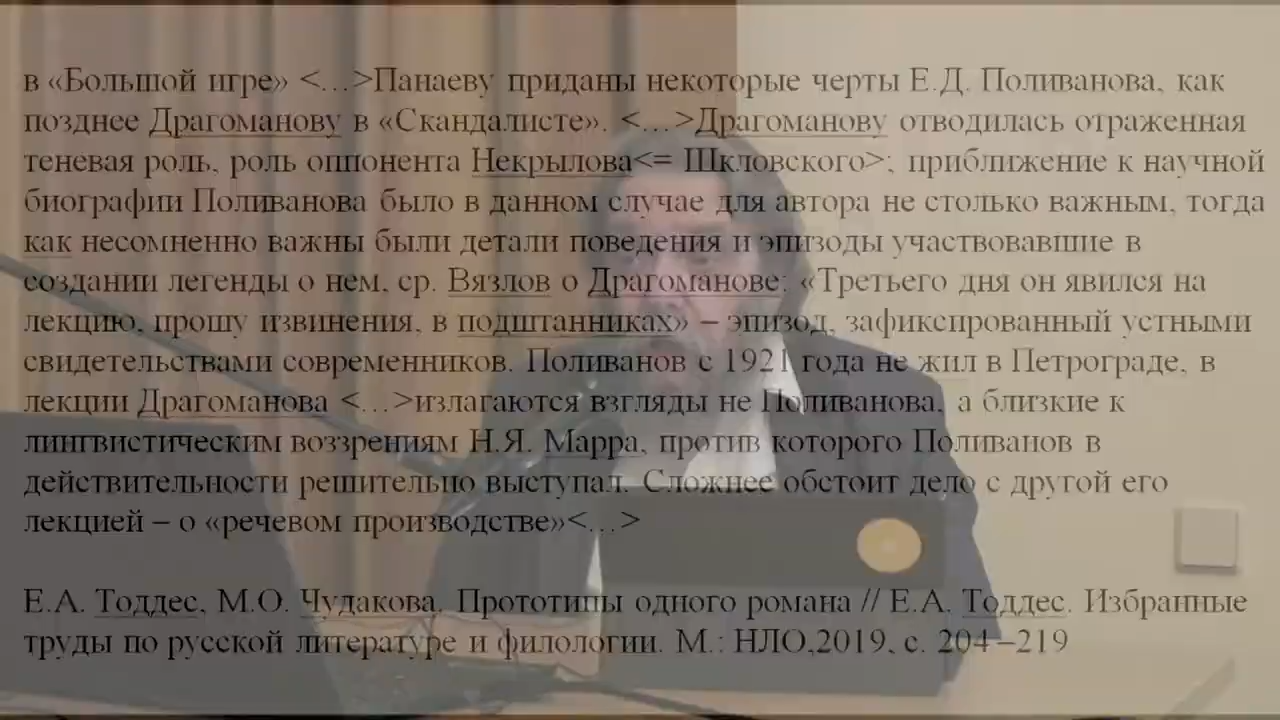 в «Большой игре» <...>Панаеву приданы некоторые черты Е.Д. Поливанова, как
позднее Драгоманову в «Скандалисте». <...>Драгоманову отводилась отраженная
теневая роль, роль оппонента Некрылова<= Шкловского>; приближение к научной
биографии Поливанова было в данном случае для автора не столько важным, тогда
как несомненно важны были детали поведения и эпизоды участвовавшие в
создании легенды о нем, ср. Вязлов о Драгоманове: «Третьего дня он явился на
лекцию, прошу извинения, в подштанниках» – эпизод, зафиксированный устными
свидетельствами современников. Поливанов с 1921 года не жил в Петрограде, в
лекции Драгоманова <...>излагаются взгляды не Поливанова, а близкие к
лингвистическим воззрениям Н.Я. Марра, против которого Поливанов в
действительности решительно выступал. Сложнее обстоит дело с другой его
лекцией – о «речевом производстве»<...>
Е.А. Тоддес, М.О. Чудакова. Прототипы одного романа // Е.А. Тоддес. Избранные
труды по русской литературе и филологии. М.: НЛО,2019, с. 204–219